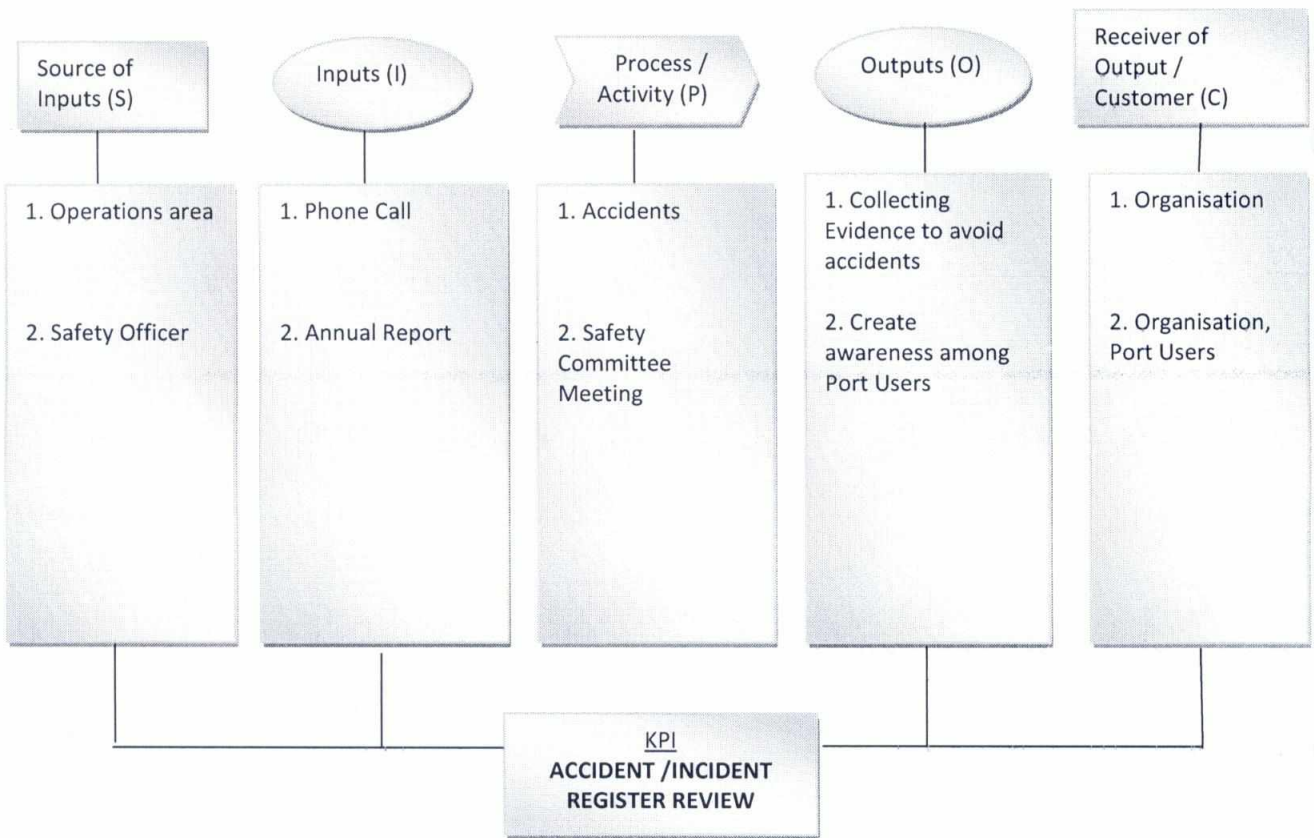 Source of
Inputs (S)
Inputs (I)
Process /
Activity (P)
Outputs (O)
Receiver of
Output /
Customer (C)
1. Operations area
2. Safety Officer
1. Phone Call
2. Annual Report
1. Accidents
2. Safety
Committee
Meeting
1. Collecting
Evidence to avoid
accidents
2. Create
awareness among
Port Users
1. Organisation
2. Organisation,
Port Users
KPI
ACCIDENT /INCIDENT
REGISTER REVIEW